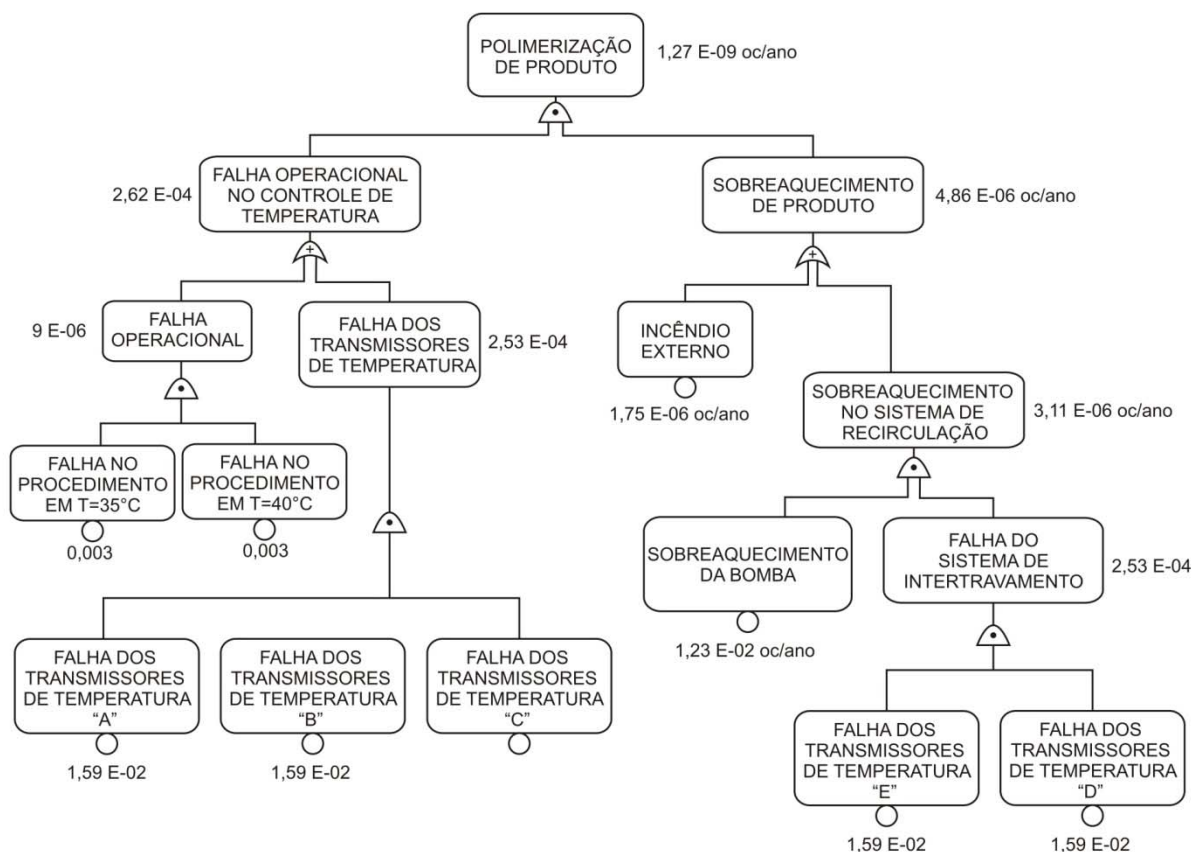 POLIMERIZAÇÃO
DE PRODUTO
1,27 E-09 oc/ano
2,62 E-04
FALHA OPERACIONAL
NO CONTROLE DE
TEMPERATURA
SOBREAQUECIMENTO
DE PRODUTO
4,86 E-06 oc/ano
+
+
9 E-06
FALHA
OPERACIONAL
FALHA DOS
TRANSMISSORES
DE TEMPERATURA
2,53 E-04
INCÊNDIO
EXTERNO
1,75 E-06 oc/ano
SOBREAQUECIMENTO
NO SISTEMA DE
RECIRCULAÇÃO
3,11 E-06 oc/ano
FALHA NO
PROCEDIMENTO
EM T=35°C
0,003
FALHA NO
PROCEDIMENTO
EM T=40°C
0,003
SOBREAQUECIMENTO
DA BOMBA
1,23 E-02 oc/ano
FALHA DO
SISTEMA DE
INTERTRAVAMENTO
2,53 E-04
FALHA DOS
TRANSMISSORES
DE TEMPERATURA
“A”
1,59 E-02
FALHA DOS
TRANSMISSORES
DE TEMPERATURA
“B”
1,59 E-02
FALHA DOS
TRANSMISSORES
DE TEMPERATURA
“C”
FALHA DOS
TRANSMISSORES
DE TEMPERATURA
“E”
1,59 E-02
FALHA DOS
TRANSMISSORES
DE TEMPERATURA
“D”
1,59 E-02